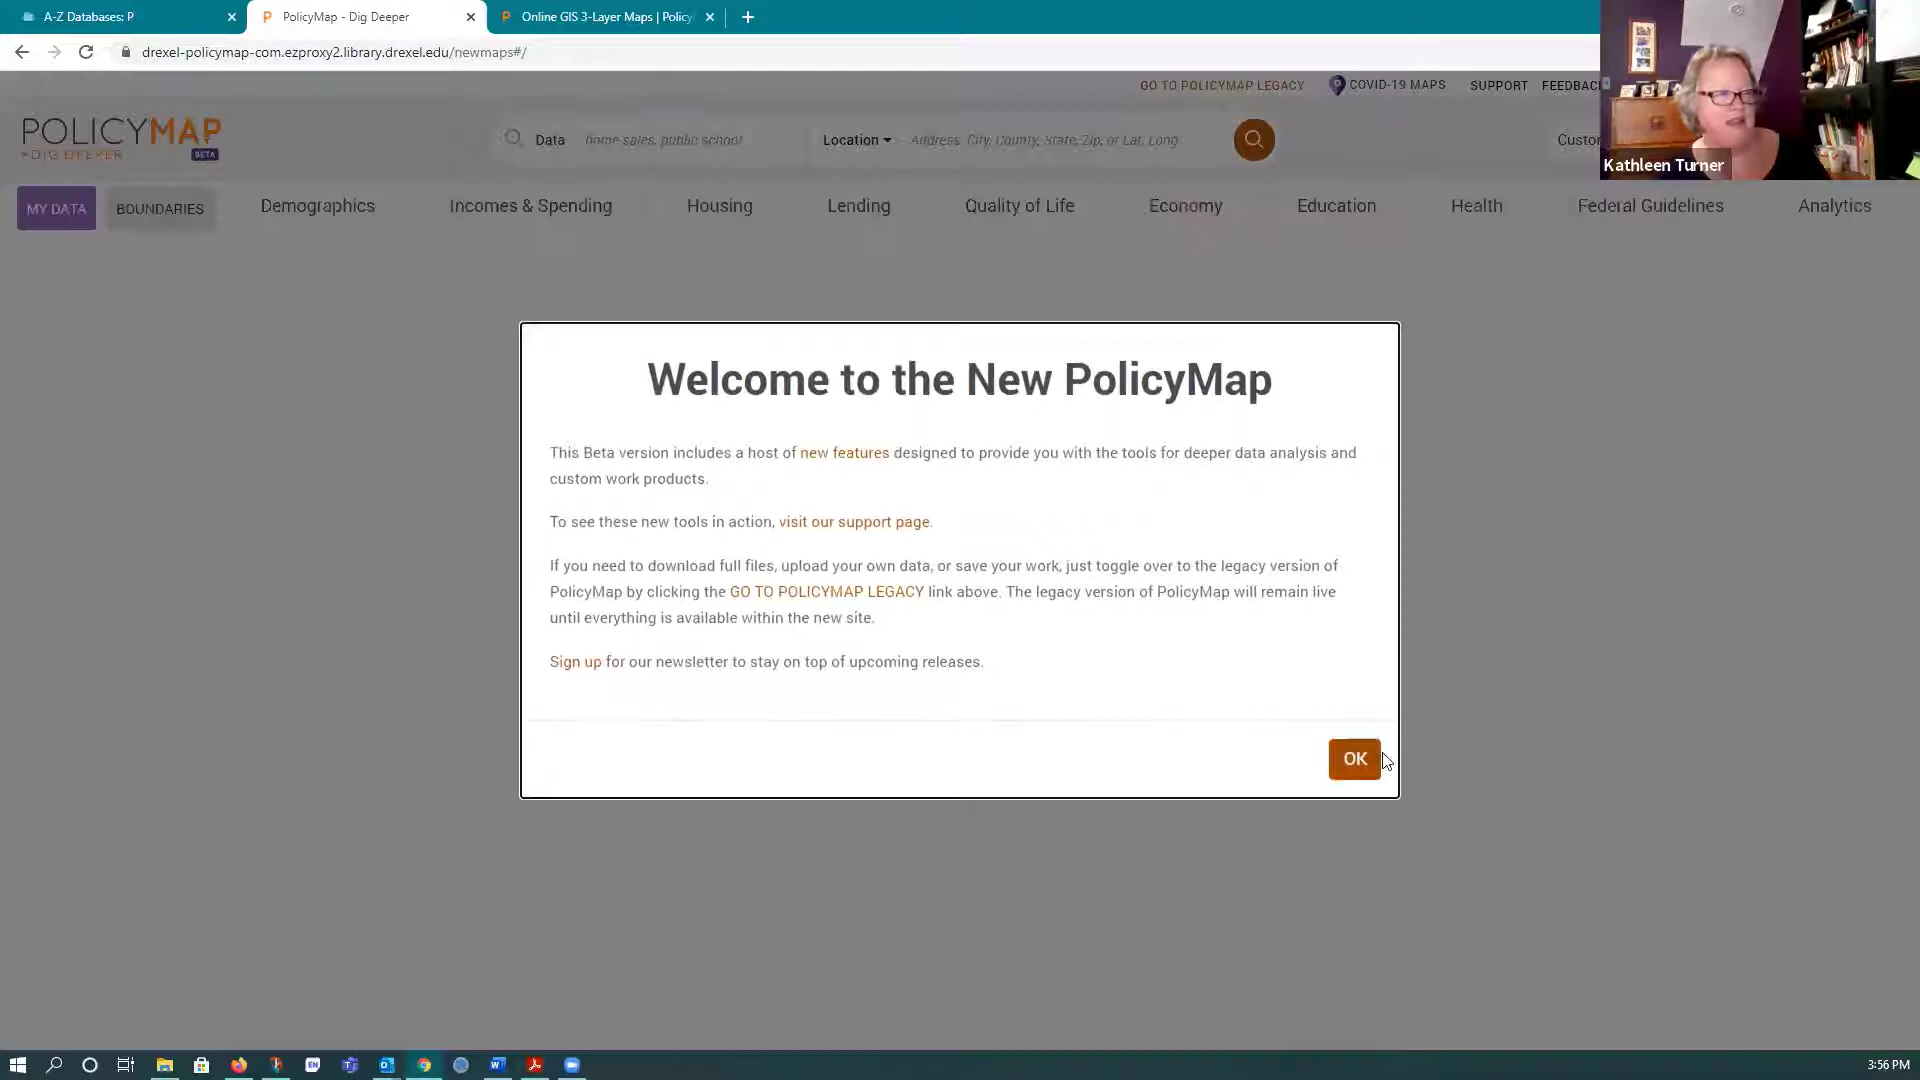 A-Z Databases: P
PolicyMap - Dig Deeper
Online GIS 3-Layer Maps | Policy
drexel-policymap-com.ezproxy2.library.drexel.edu/newmaps#/
GO TO POLICYMAP LEGACY
COVID-19 MAPS
SUPPORT
FEEDBACK
POLICYMAP
DIG DEEPER
BETA
Data
home sales, public school
Location
Address, City, County, State, Zip, or Lat, Long
Custo
Kathleen Turner
MY DATA
BOUNDARIES
Demographics
Incomes & Spending
Housing
Lending
Quality of Life
Economy
Education
Health
Federal Guidelines
Analytics
Welcome to the New PolicyMap
This Beta version includes a host of new features designed to provide you with the tools for deeper data analysis and
custom work products.
To see these new tools in action, visit our support page.
If you need to download full files, upload your own data, or save your work, just toggle over to the legacy version of
PolicyMap by clicking the GO TO POLICYMAP LEGACY link above. The legacy version of PolicyMap will remain live
until everything is available within the new site.
Sign up for our newsletter to stay on top of upcoming releases.
OK
3:56 PM